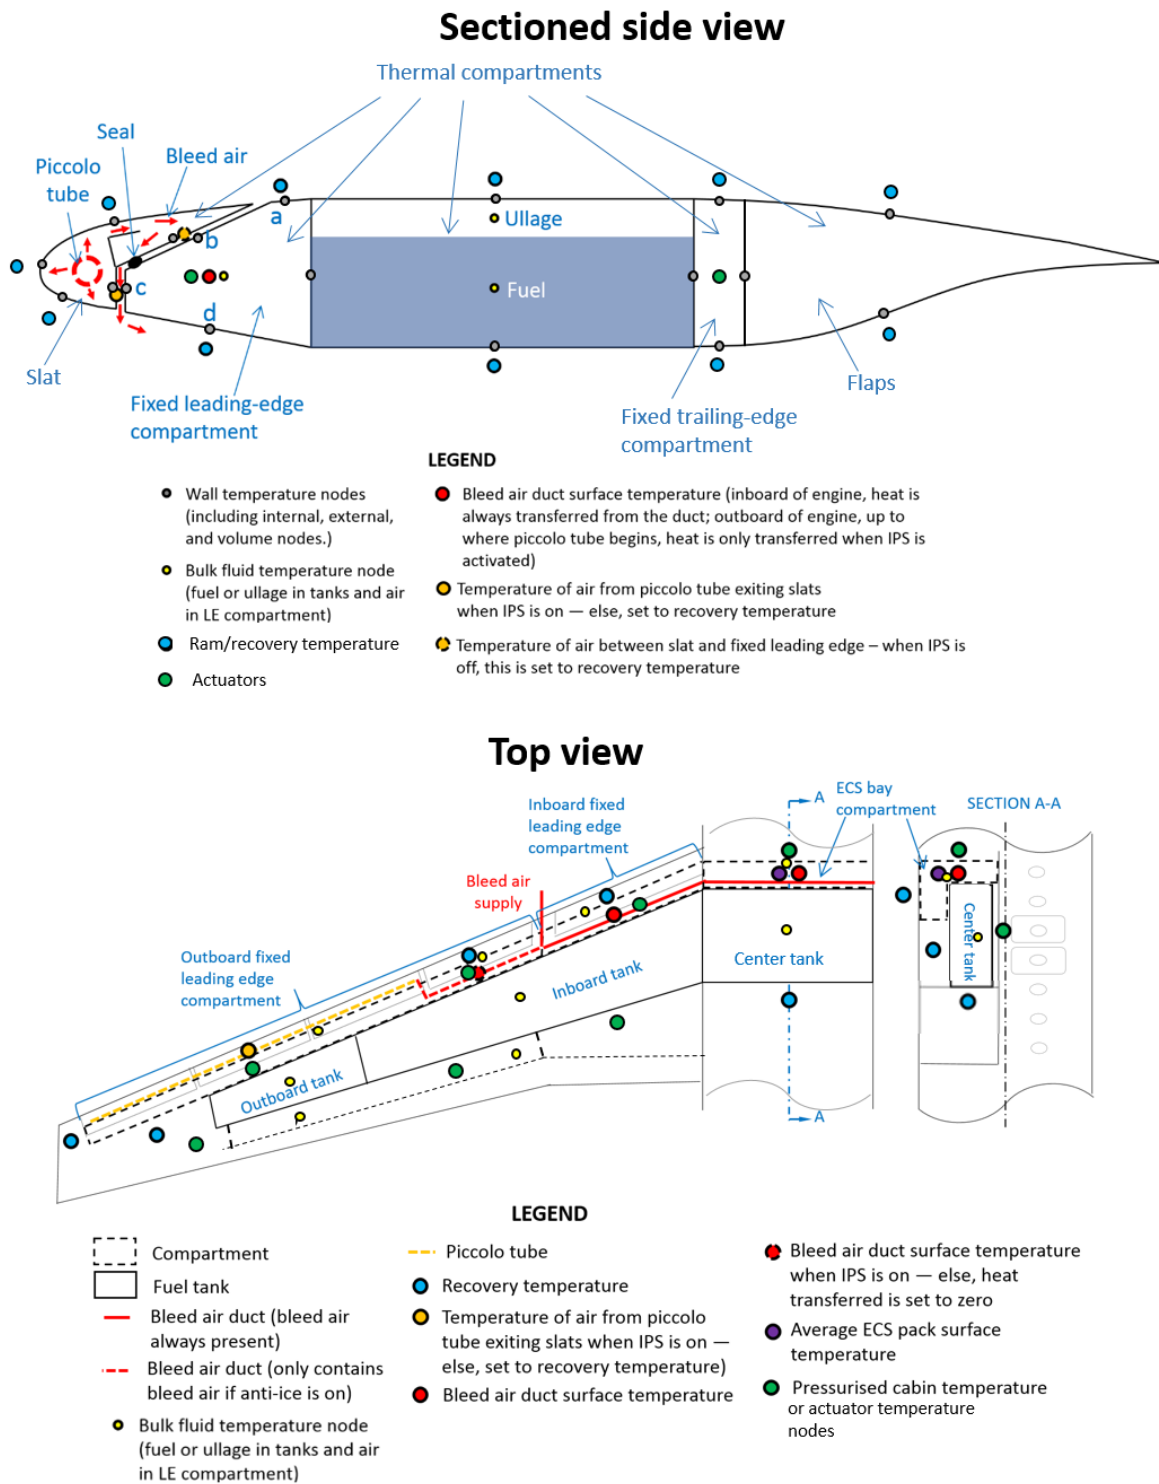 Sectioned side view
Thermal compartments
Seal
Bleed air
Piccolo
tube
a
Ullage
b
c
Fuel
d
Slat
Flaps
Fixed leading-edge
compartment
Fixed trailing-edge
compartment
LEGEND
Wall temperature nodes
(including internal, external,
and volume nodes.)
Bulk fluid temperature node
(fuel or ullage in tanks and air
in LE compartment)
Ram/recovery temperature
Actuators
Bleed air duct surface temperature (inboard of engine, heat is
always transferred from the duct; outboard of engine, up to
where piccolo tube begins, heat is only transferred when IPS is
activated)
Temperature of air from piccolo tube exiting slats
when IPS is on — else, set to recovery temperature
Temperature of air between slat and fixed leading edge – when IPS is
off, this is set to recovery temperature
Top view
Inboard fixed
leading edge
compartment
A
ECS bay
compartment
SECTION A-A
Bleed air
supply
Outboard fixed
leading edge
compartment
Inboard tank
Center tank
Center tank
Outboard tank
A
LEGEND
Compartment
Fuel tank
Bleed air duct (bleed air
always present)
Bleed air duct (only contains
bleed air if anti-ice is on)
Bulk fluid temperature node
(fuel or ullage in tanks and air
in LE compartment)
Piccolo tube
Recovery temperature
Temperature of air from piccolo
tube exiting slats when IPS is on —
else, set to recovery temperature)
Bleed air duct surface temperature
Bleed air duct surface temperature
when IPS is on — else, heat
transferred is set to zero
Average ECS pack surface
temperature
Pressurised cabin temperature
or actuator temperature
nodes